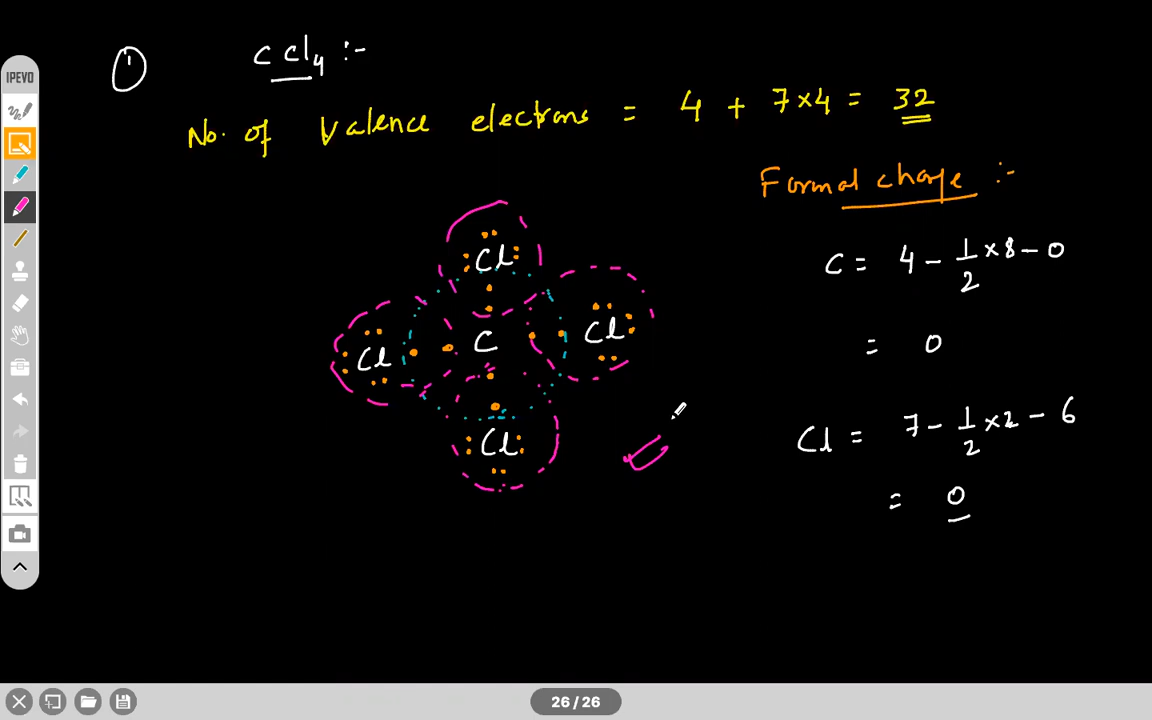 IPEVO
① CCl₄ :-
No. of Valence electrons = 4 + 7×4 = 32
Formal charge :-
Cl
C = 4 - 1/2 × 8 - 0
Cl C Cl
= 0
Cl = 7 - 1/2 × 2 - 6
Cl
= 0
26 / 26